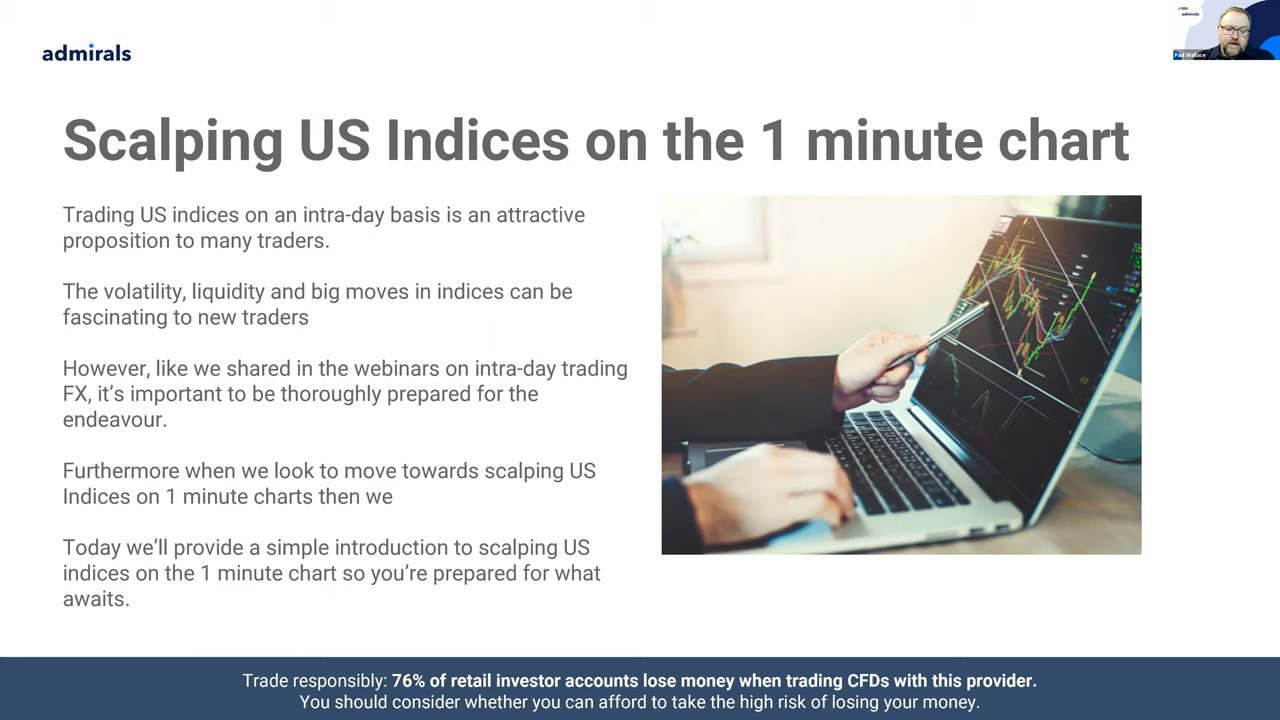 admirals
admirals
Paul Wallace
Scalping US Indices on the 1 minute chart
Trading US indices on an intra-day basis is an attractive
proposition to many traders.
The volatility, liquidity and big moves in indices can be
fascinating to new traders
However, like we shared in the webinars on intra-day trading
FX, it’s important to be thoroughly prepared for the
endeavour.
Furthermore when we look to move towards scalping US
Indices on 1 minute charts then we
Today we’ll provide a simple introduction to scalping US
indices on the 1 minute chart so you’re prepared for what
awaits.
Trade responsibly: 76% of retail investor accounts lose money when trading CFDs with this provider.
You should consider whether you can afford to take the high risk of losing your money.